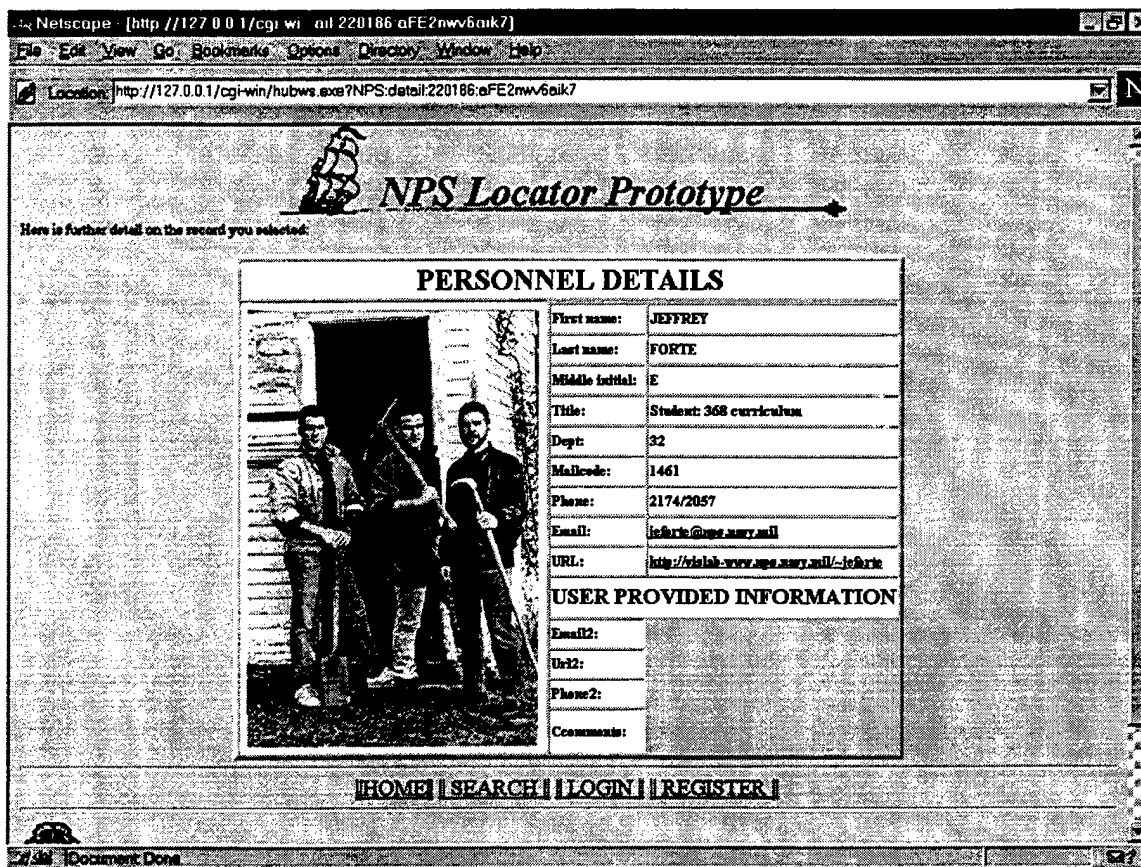 Netscape - [http //127 0 0 1/cgi wi ail 220186 aFE2nwv6aik7]
File Edit View Go Bookmarks Options Directory Window Help
Location: http://127.0.0.1/cgi-win/hubws.exe?NPS:detail:220186:aFE2nwv6aik7
N
NPS Locator Prototype
Here is further detail on the record you selected:
PERSONNEL DETAILS
First name: JEFFREY
Last name: FORTE
Middle initial: E
Title: Student: 368 curriculum
Dept: 32
Mailcode: 1461
Phone: 2174/2057
Email: jeforte@nps.navy.mil
URL: http://vislab-www.nps.navy.mil/~jeforte
USER PROVIDED INFORMATION
Email2:
Url2:
Phone2:
Ccomments:
[HOME] [SEARCH] [LOGIN] [REGISTER]
Document Done